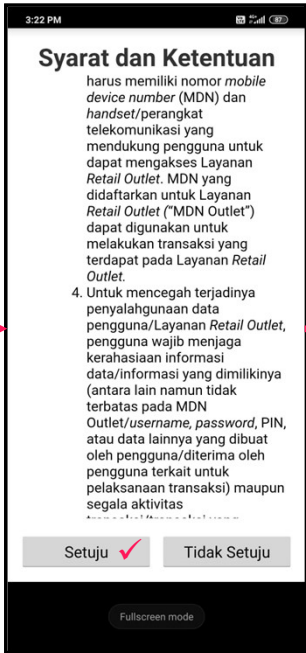 3:22 PM
87
Syarat dan Ketentuan
harus memiliki nomor mobile
device number (MDN) dan
handset/perangkat
telekomunikasi yang
mendukung pengguna untuk
dapat mengakses Layanan
Retail Outlet. MDN yang
didaftarkan untuk Layanan
Retail Outlet (“MDN Outlet”)
dapat digunakan untuk
melakukan transaksi yang
terdapat pada Layanan Retail
Outlet.
4. Untuk mencegah terjadinya
penyalahgunaan data
pengguna/Layanan Retail Outlet,
pengguna wajib menjaga
kerahasiaan informasi
data/informasi yang dimilikinya
(antara lain namun tidak
terbatas pada MDN
Outlet/username, password, PIN,
atau data lainnya yang dibuat
oleh pengguna/diterima oleh
pengguna terkait untuk
pelaksanaan transaksi) maupun
segala aktivitas
Setuju
Tidak Setuju
Fullscreen mode